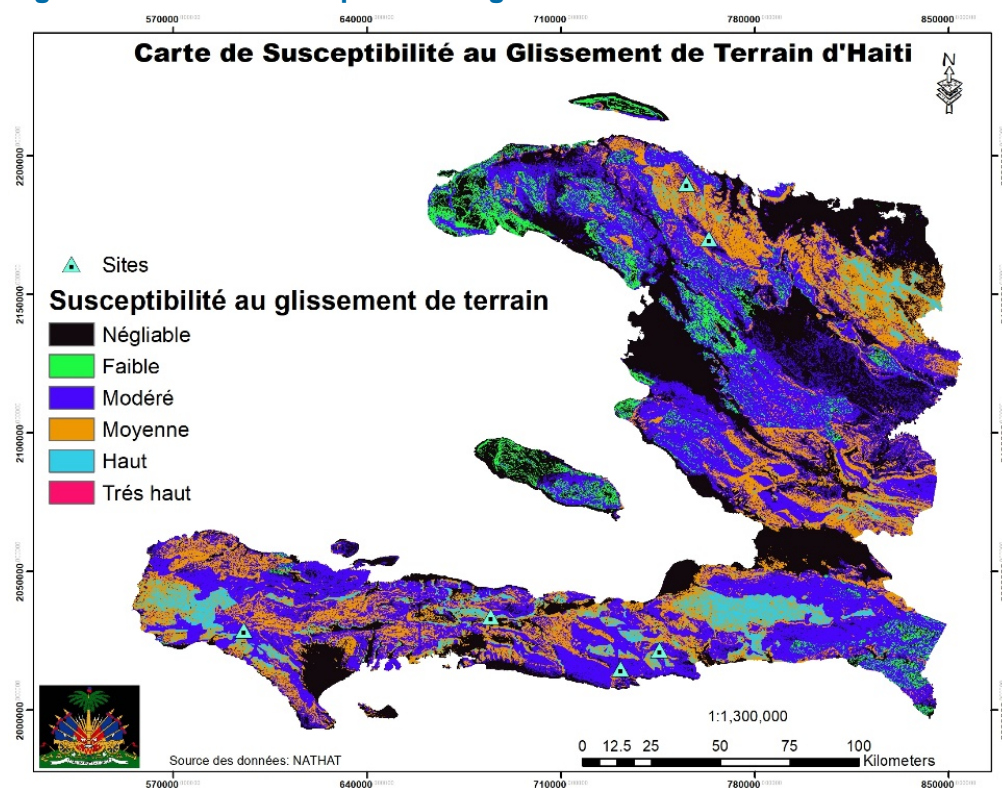 570000 640000 710000 780000 850000
Carte de Susceptibilité au Glissement de Terrain d'Haiti
N
2200000
2150000
2100000
2050000
2000000
Sites
Susceptibilité au glissement de terrain
Négliable
Faible
Modéré
Moyenne
Haut
Trés haut
1:1,300,000
0 12.5 25 50 75 100
Kilometers
Source des données: NATHAT
570000 640000 710000 780000 850000